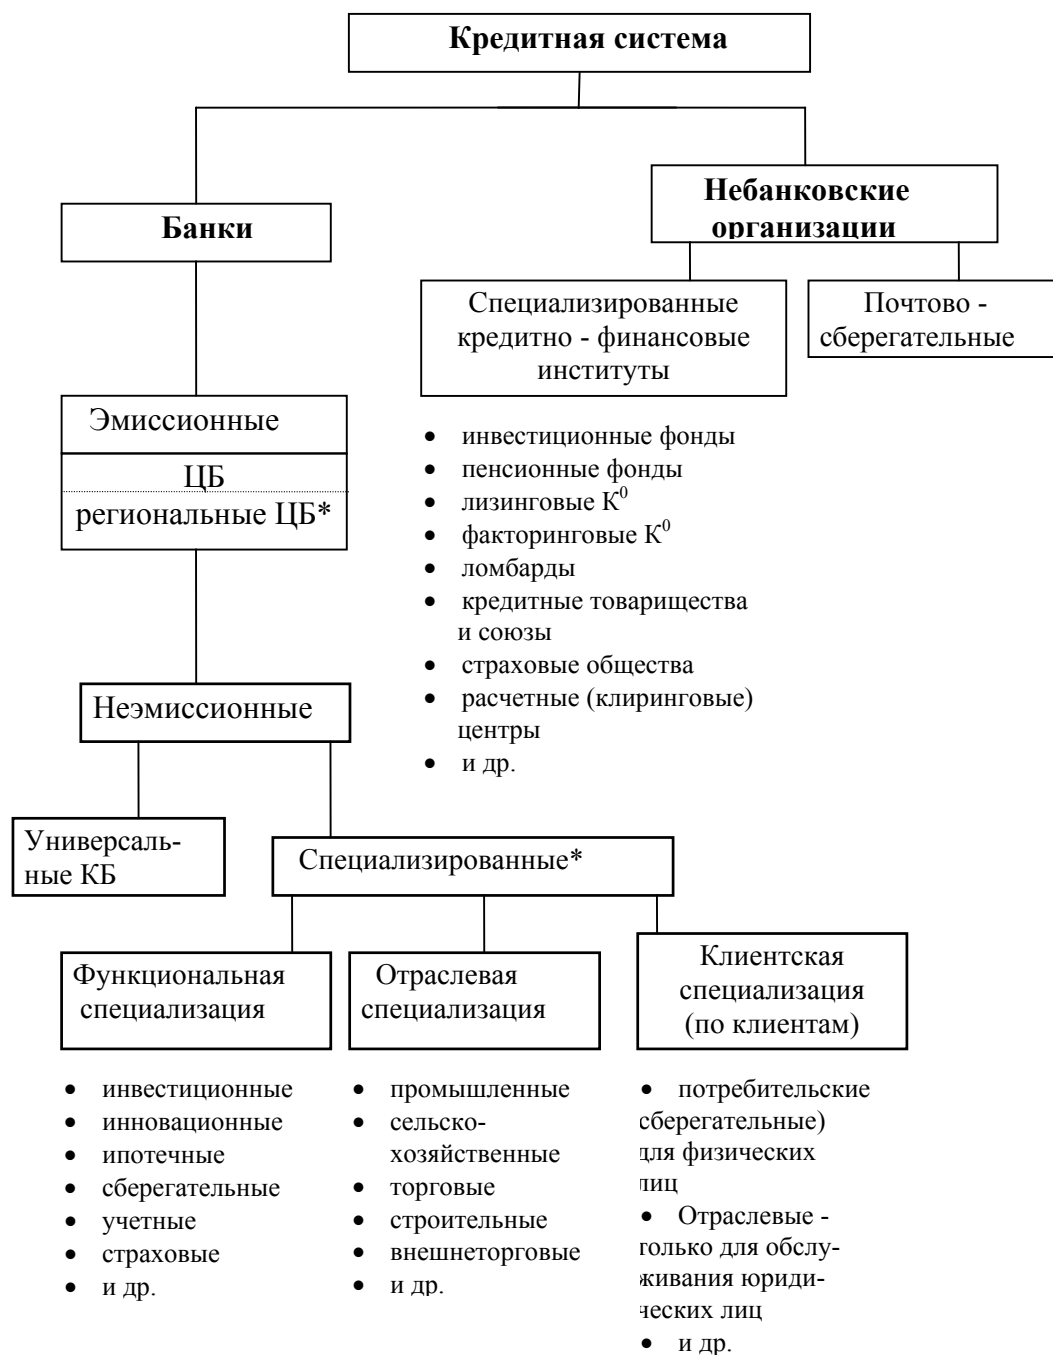 Кредитная система
Небанковские
организации
Банки
Специализированные
кредитно - финансовые
институты
Почтово -
сберегательные
Эмиссионные
ЦБ
региональные ЦБ*
• инвестиционные фонды
• пенсионные фонды
• лизинговые К⁰
• факторинговые К⁰
• ломбарды
• кредитные товарищества
и союзы
• страховые общества
• расчетные (клиринговые)
центры
• и др.
Неэмиссионные
Универсаль-
ные КБ
Специализированные*
Функциональная
специализация
Отраслевая
специализация
Клиентская
специализация
(по клиентам)
• инвестиционные
• инновационные
• ипотечные
• сберегательные
• учетные
• страховые
• и др.
• промышленные
• сельско-
хозяйственные
• торговые
• строительные
• внешнеторговые
• и др.
• потребительские
сберегательные)
для физических
лиц
• Отраслевые -
только для обслу-
живания юриди-
ческих лиц
• и др.